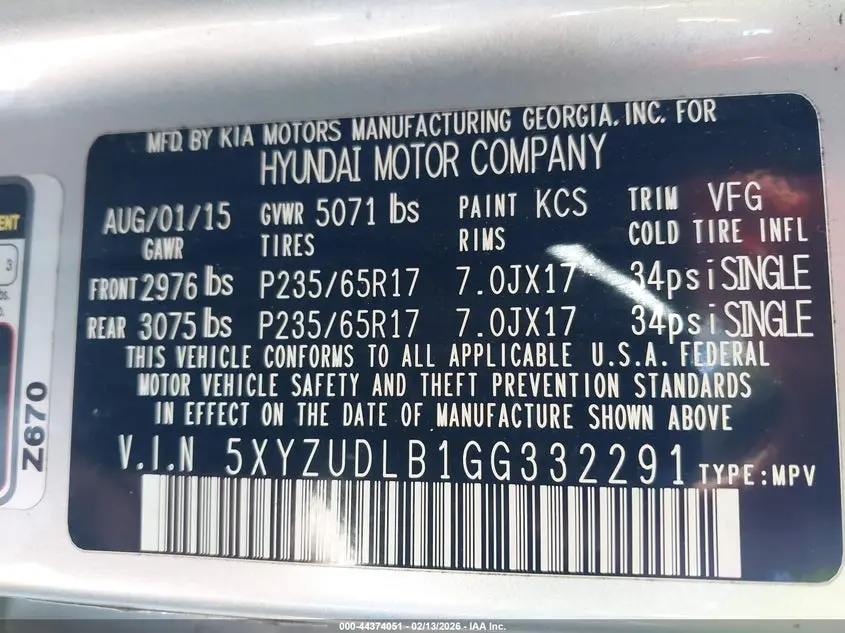 MFD. BY KIA MOTORS MANUFACTURING GEORGIA, INC. FOR
HYUNDAI MOTOR COMPANY
AUG/01/15 GVWR 5071 lbs PAINT KCS TRIM VFG
GAWR TIRES RIMS COLD TIRE INFL
FRONT 2976 lbs P235/65R17 7.0JX17 34psi SINGLE
REAR 3075 lbs P235/65R17 7.0JX17 34psi SINGLE
THIS VEHICLE CONFORMS TO ALL APPLICABLE U.S.A. FEDERAL
MOTOR VEHICLE SAFETY AND THEFT PREVENTION STANDARDS
IN EFFECT ON THE DATE OF MANUFACTURE SHOWN ABOVE
V.I.N 5XYZUDLB1GG332291 TYPE:MPV
Z670
3
000-44374051 - 02/13/2026 - IAA Inc.